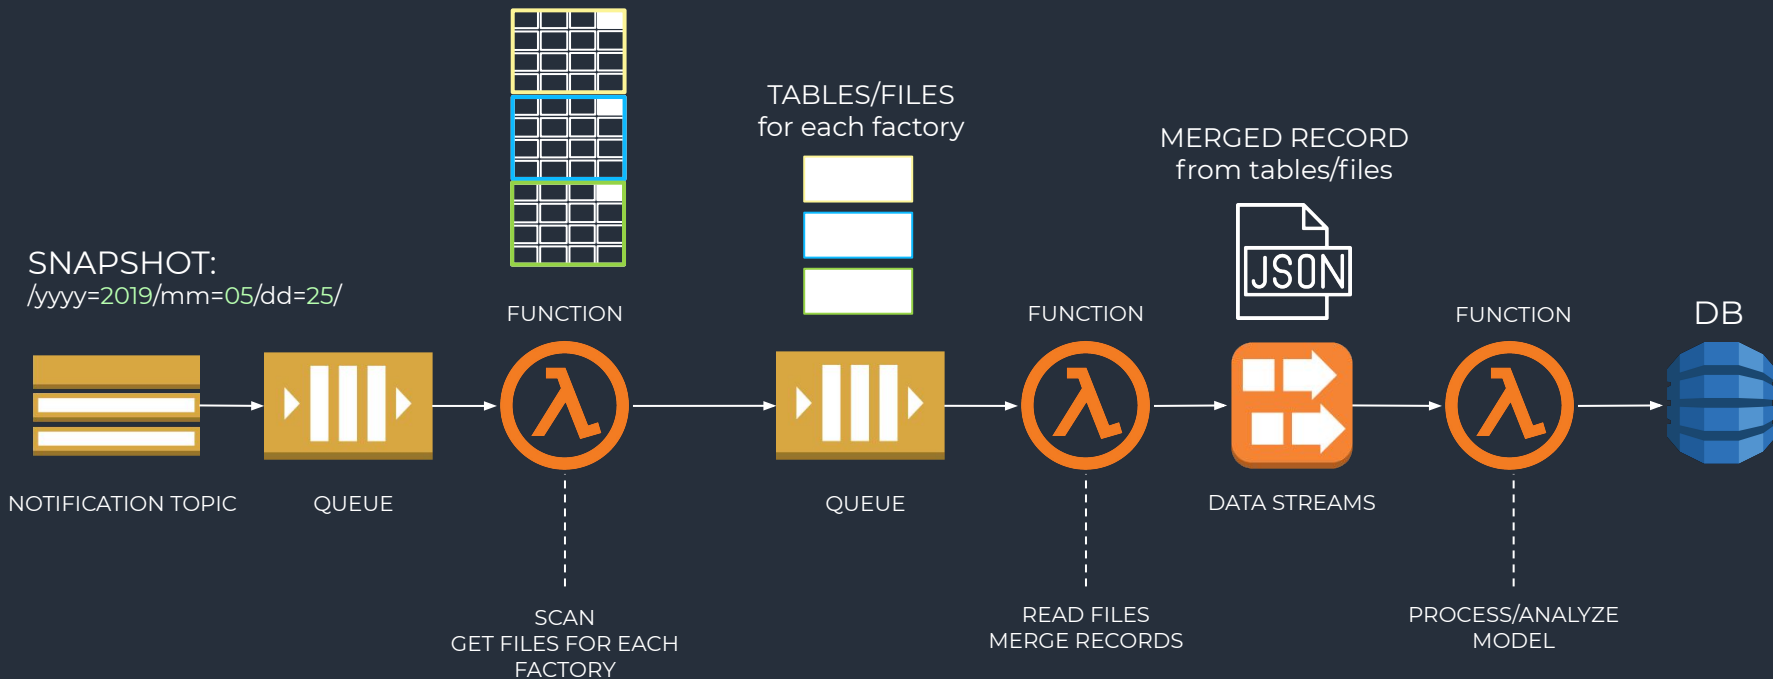 TABLES/FILES
for each factory
MERGED RECORD
from tables/files
SNAPSHOT:
/yyyy=2019/mm=05/dd=25/
JSON
FUNCTION
FUNCTION
FUNCTION
DB
λ
λ
λ
NOTIFICATION TOPIC
QUEUE
QUEUE
DATA STREAMS
SCAN
GET FILES FOR EACH
FACTORY
READ FILES
MERGE RECORDS
PROCESS/ANALYZE
MODEL